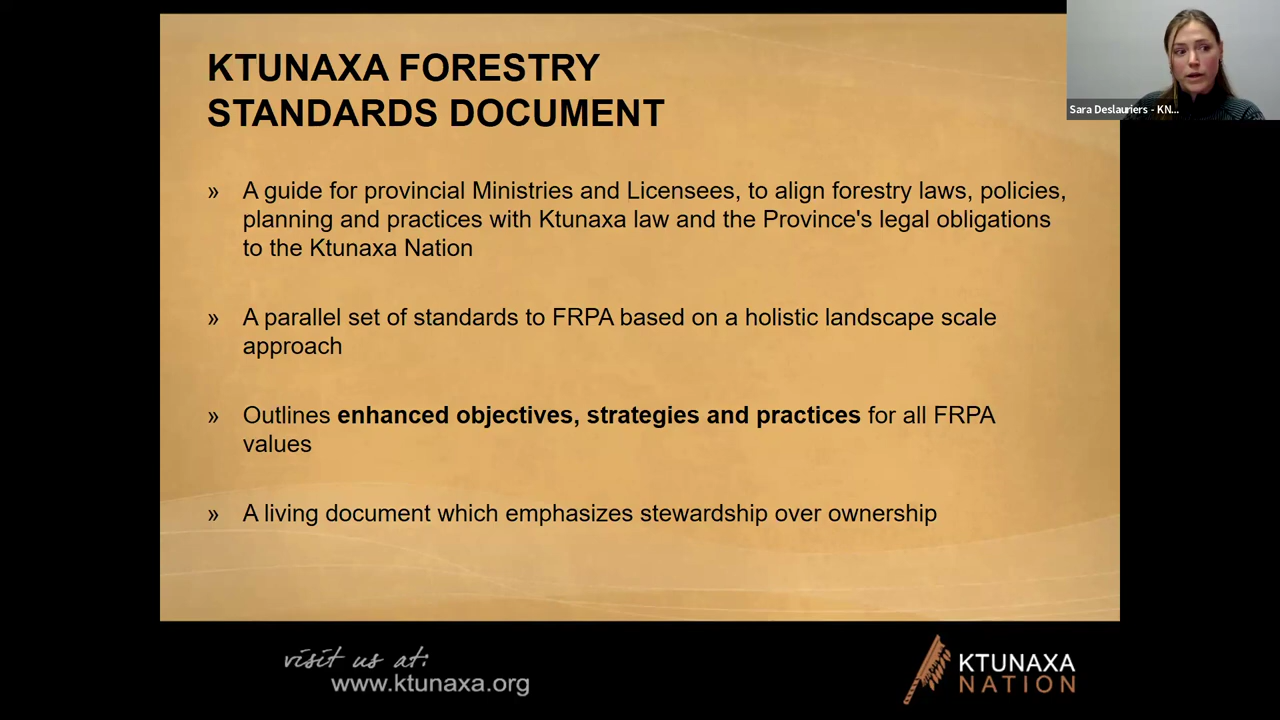 KTUNAXA FORESTRY
STANDARDS DOCUMENT
Sara Deslauriers - KN...
» A guide for provincial Ministries and Licensees, to align forestry laws, policies,
planning and practices with Ktunaxa law and the Province's legal obligations
to the Ktunaxa Nation
» A parallel set of standards to FRPA based on a holistic landscape scale
approach
» Outlines enhanced objectives, strategies and practices for all FRPA
values
» A living document which emphasizes stewardship over ownership
visit us at:
www.ktunaxa.org
KTUNAXA
NATION